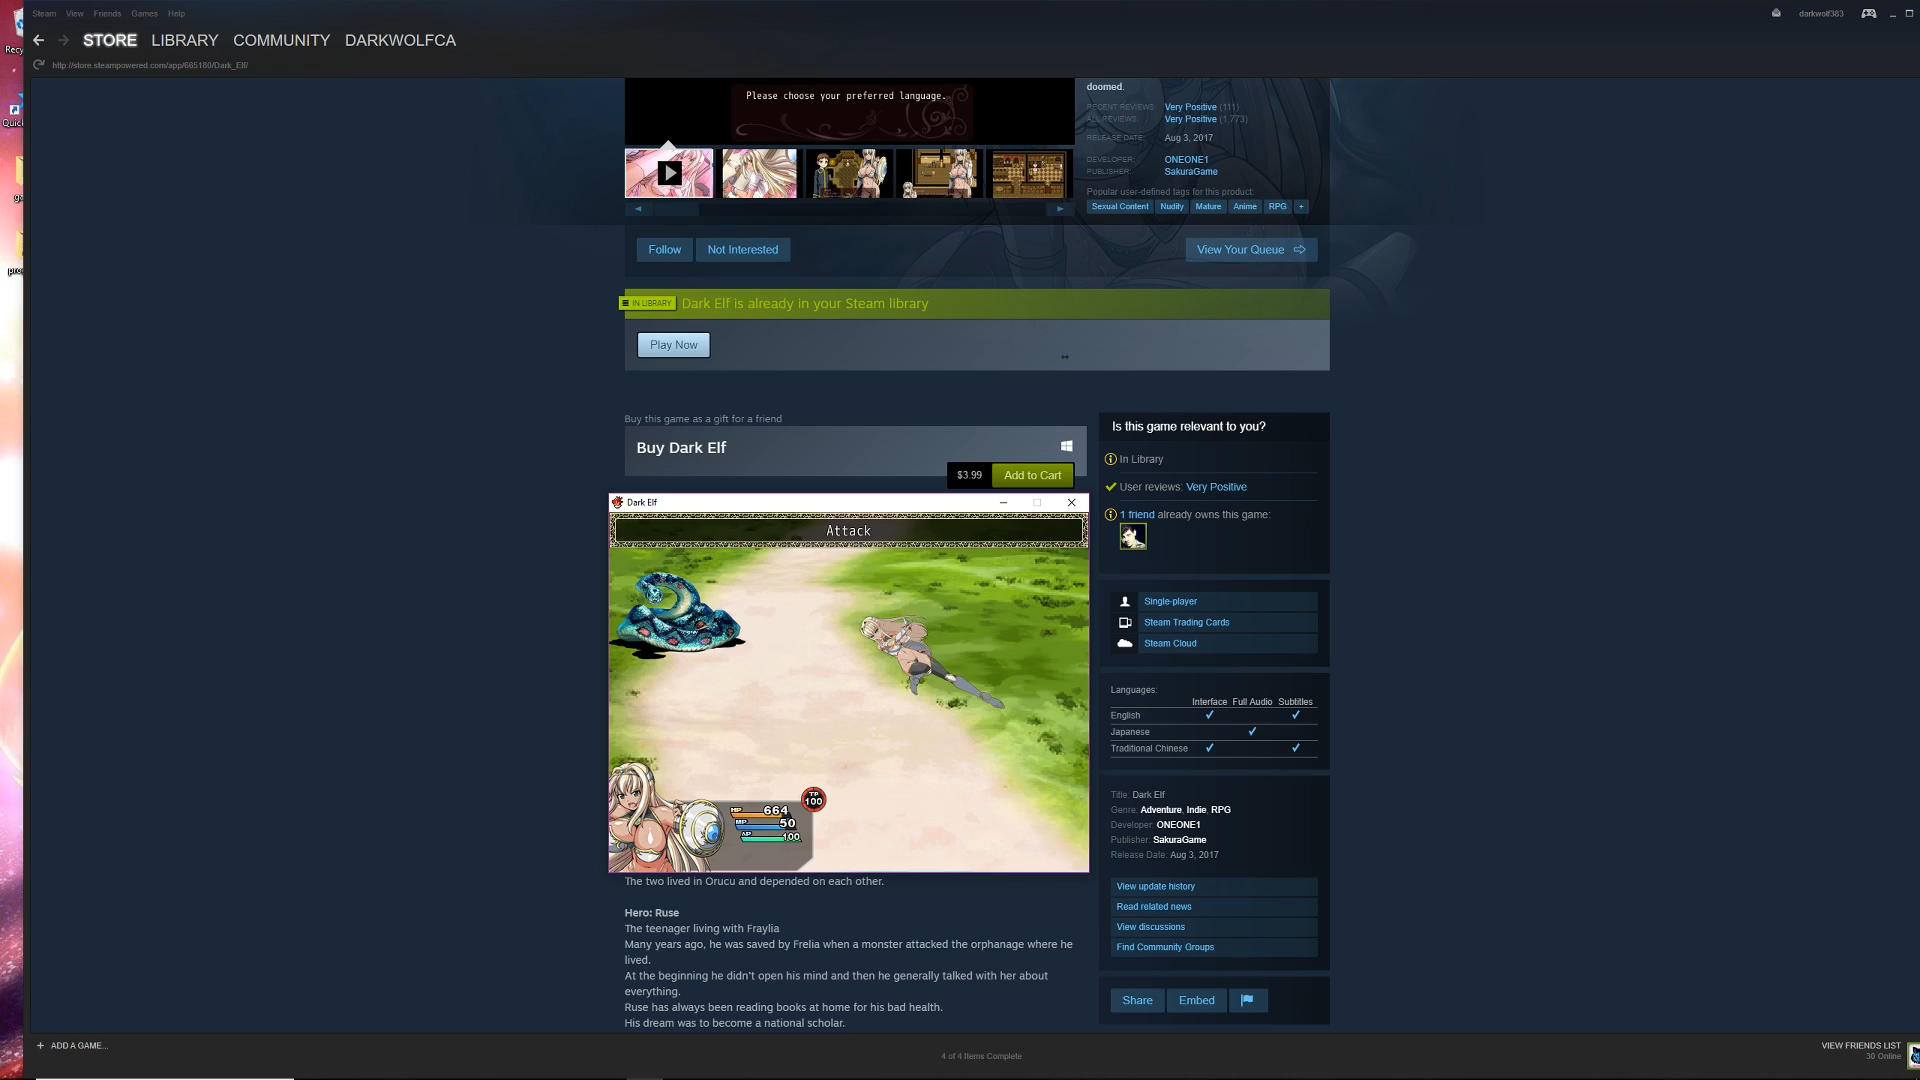 Steam View Friends Games Help
darkwolf383
STORE LIBRARY COMMUNITY DARKWOLFCA
http://store.steampowered.com/app/665180/Dark_Elf/
Please choose your preferred language.
doomed.
RECENT REVIEWS: Very Positive (111)
ALL REVIEWS: Very Positive (1,773)
RELEASE DATE: Aug 3, 2017
DEVELOPER: ONEONE1
PUBLISHER: SakuraGame
Popular user-defined tags for this product:
Sexual Content Nudity Mature Anime RPG +
Follow Not Interested View Your Queue
IN LIBRARY Dark Elf is already in your Steam library
Play Now
Buy this game as a gift for a friend
Buy Dark Elf
$3.99 Add to Cart
Dark Elf
Attack
TP
100
HP 664
MP 50
AP 100
The two lived in Orucu and depended on each other.
Hero: Ruse
The teenager living with Fraylia
Many years ago, he was saved by Frelia when a monster attacked the orphanage where he
lived.
At the beginning he didn't open his mind and then he generally talked with her about
everything.
Ruse has always been reading books at home for his bad health.
His dream was to become a national scholar.
Is this game relevant to you?
In Library
User reviews: Very Positive
1 friend already owns this game:
Single-player
Steam Trading Cards
Steam Cloud
Languages:
Interface Full Audio Subtitles
English
Japanese
Traditional Chinese
Title: Dark Elf
Genre: Adventure, Indie, RPG
Developer: ONEONE1
Publisher: SakuraGame
Release Date: Aug 3, 2017
View update history
Read related news
View discussions
Find Community Groups
Share Embed
+ ADD A GAME...
4 of 4 Items Complete
VIEW FRIENDS LIST
30 Online